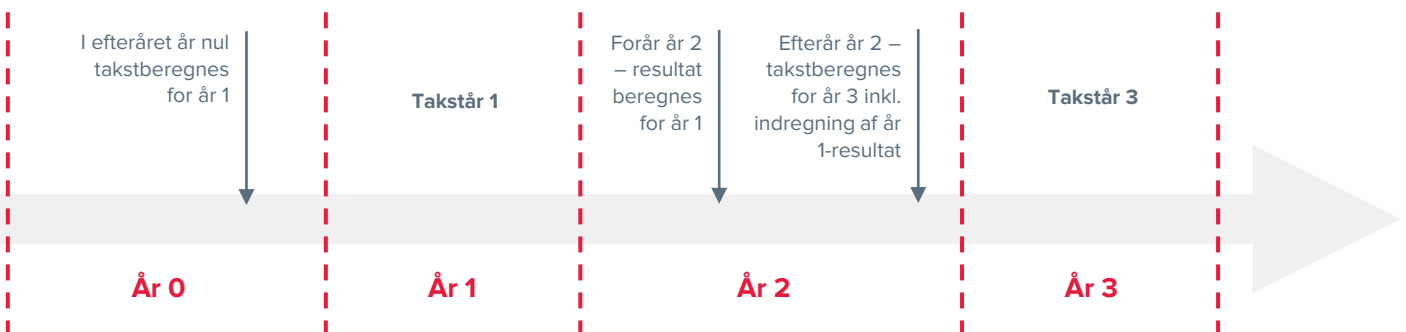 I efteråret år nul
takstberegnes
for år 1
Takstår 1
Forår år 2
– resultat
beregnes
for år 1
Efterår år 2 –
takstberegnes
for år 3 inkl.
indregning af år
1-resultat
Takstår 3
År 0
År 1
År 2
År 3